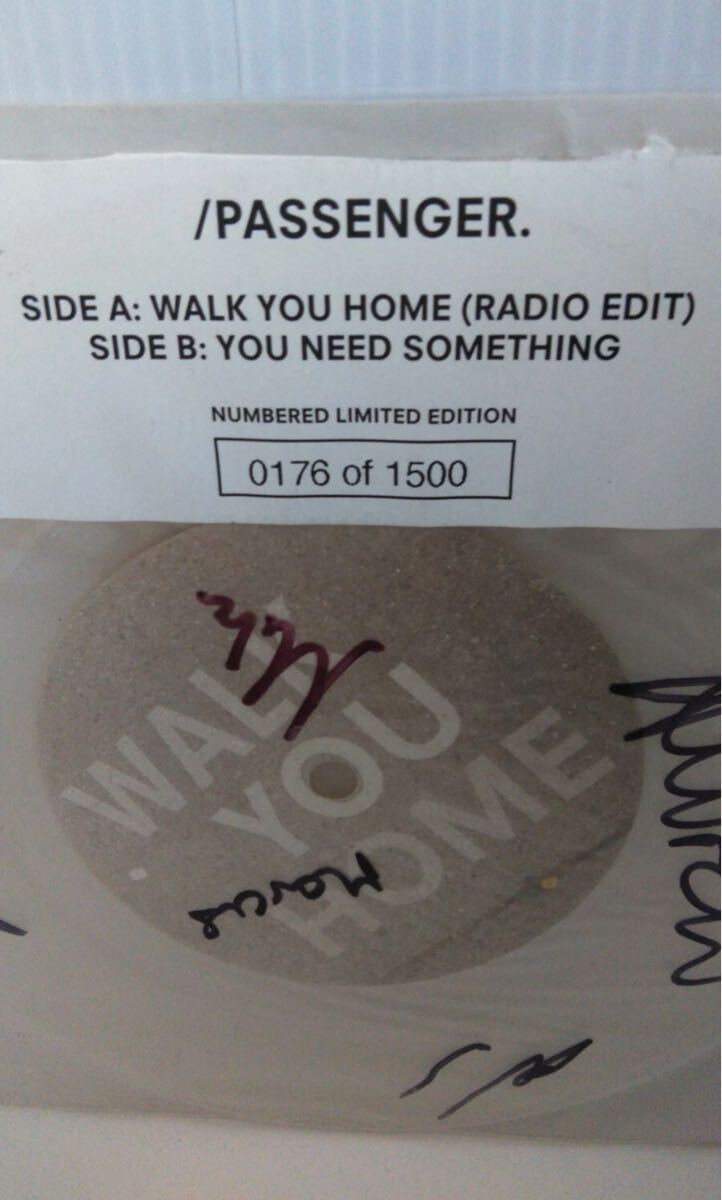 /PASSENGER.
SIDE A: WALK YOU HOME (RADIO EDIT)
SIDE B: YOU NEED SOMETHING
NUMBERED LIMITED EDITION
0176 of 1500
WALK
YOU
HOME
Marcus